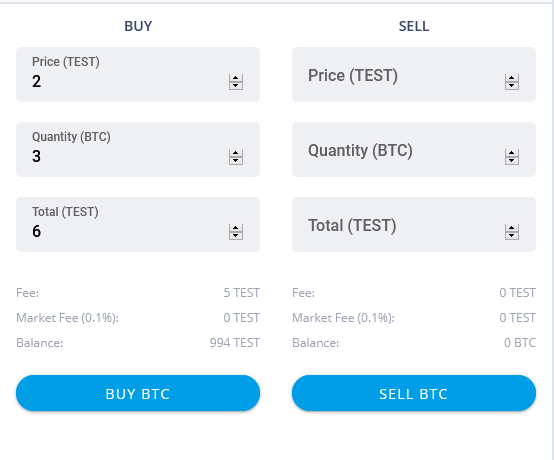 BUY
Price (TEST)
2
Quantity (BTC)
3
Total (TEST)
6
Fee: 5 TEST
Market Fee (0.1%): 0 TEST
Balance: 994 TEST
BUY BTC
SELL
Price (TEST)
Quantity (BTC)
Total (TEST)
Fee: 0 TEST
Market Fee (0.1%): 0 TEST
Balance: 0 BTC
SELL BTC